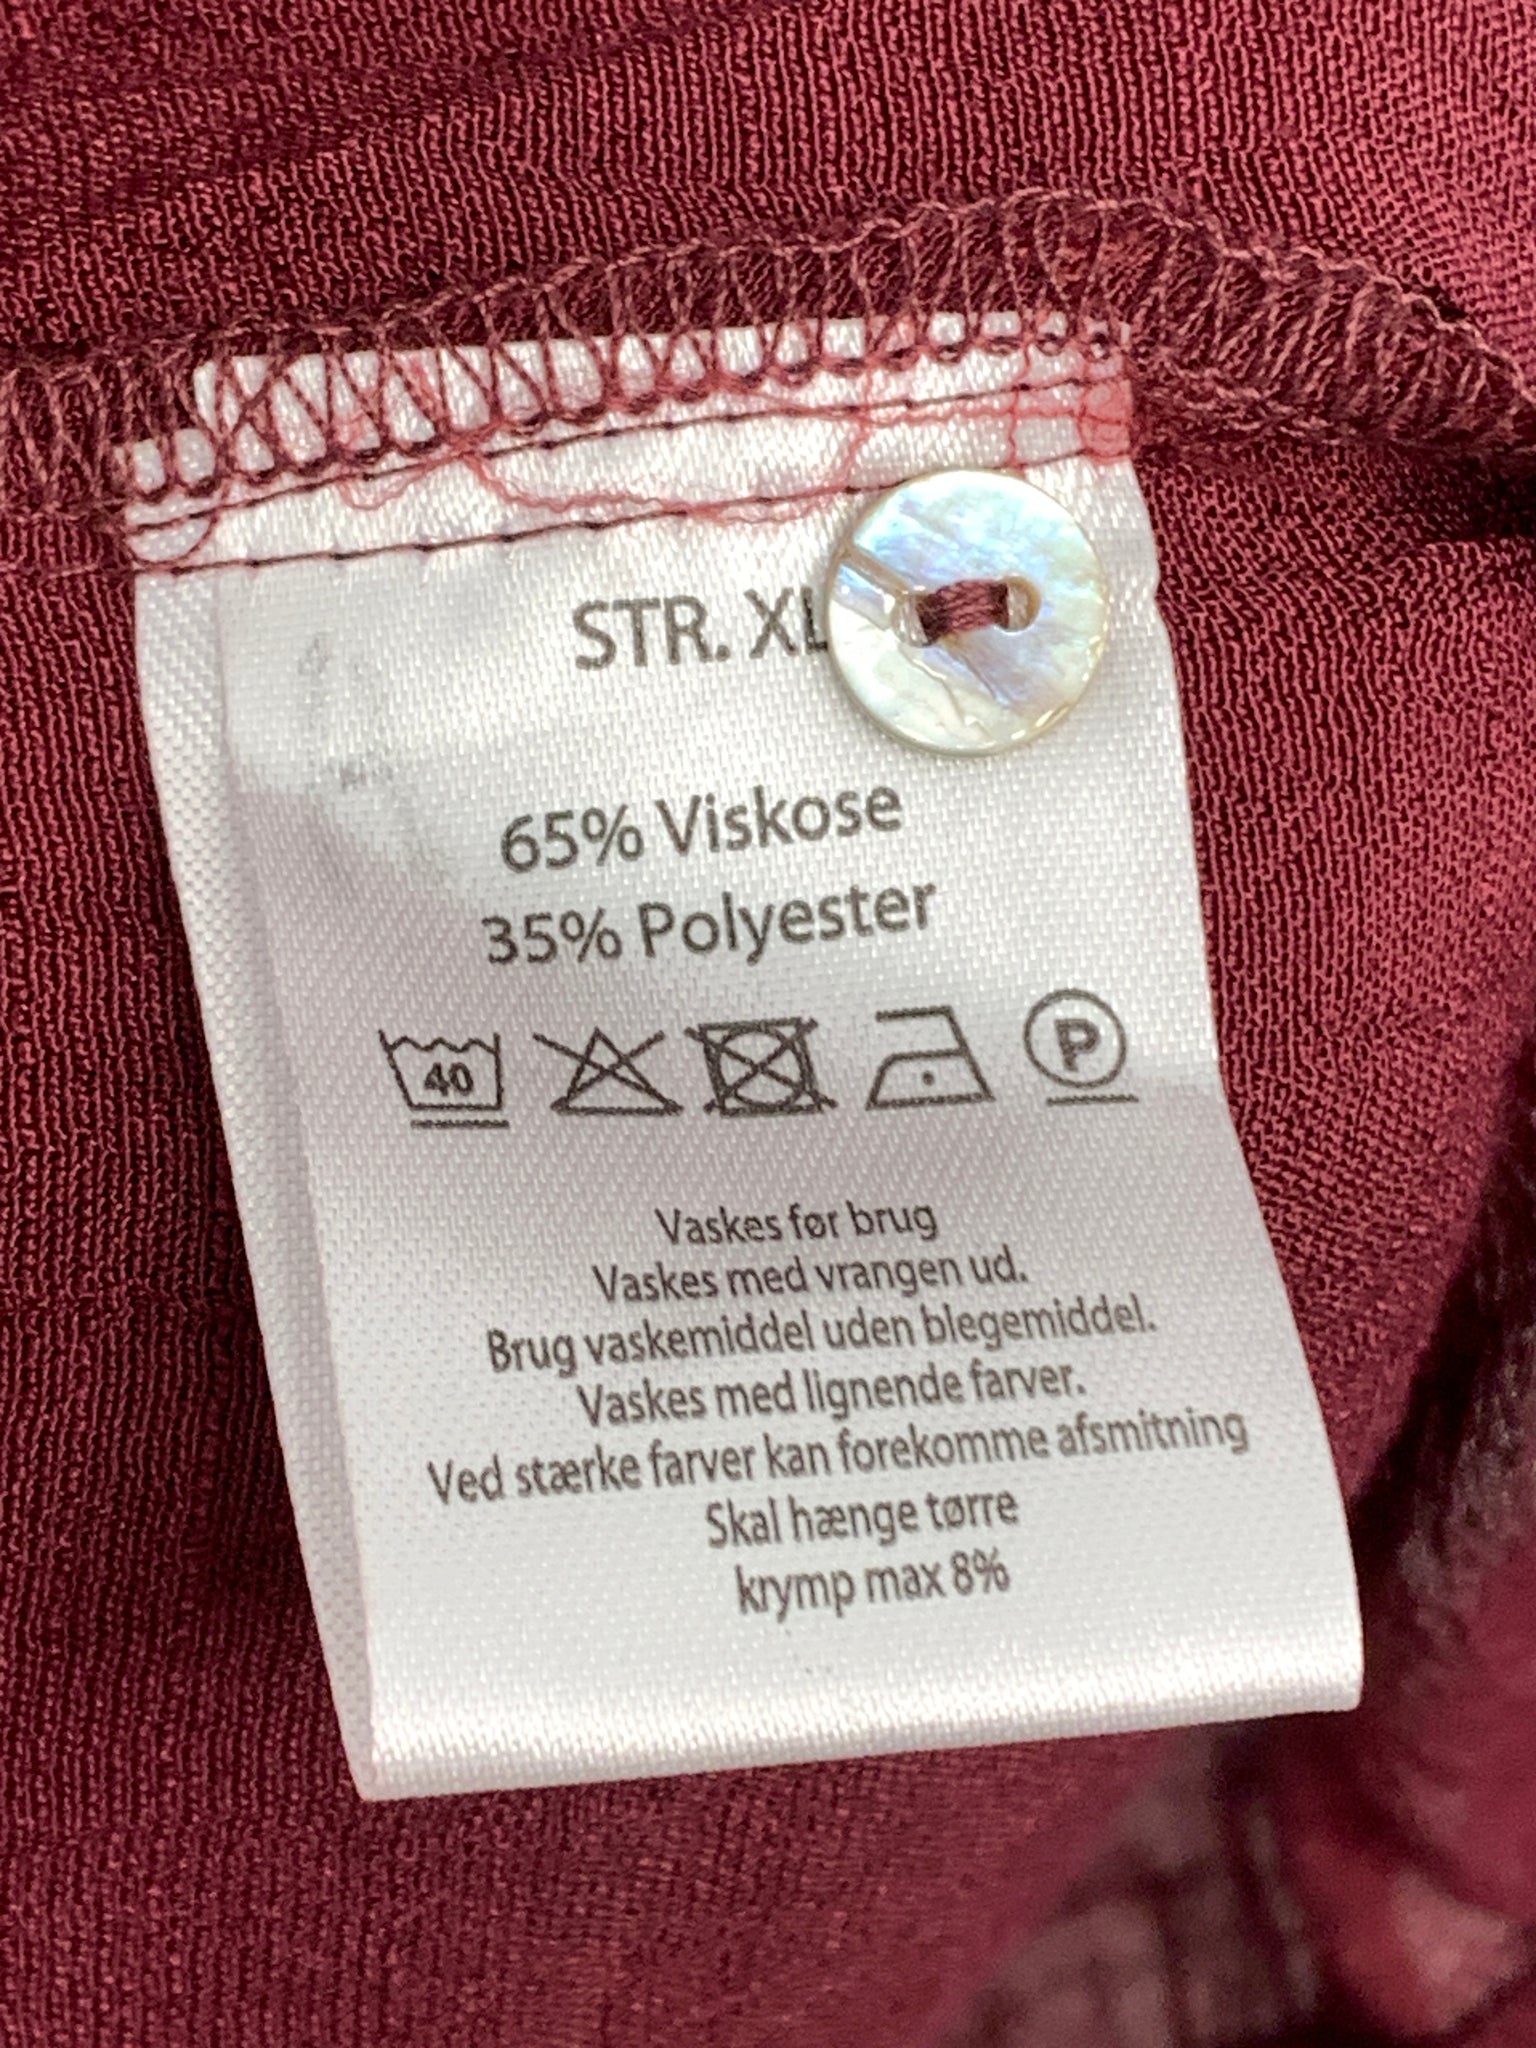 STR. XL
65% Viskose
35% Polyester
40 P
Vaskes før brug
Vaskes med vrangen ud.
Brug vaskemiddel uden blegemiddel.
Vaskes med lignende farver.
Ved stærke farver kan forekomme afsmitning
Skal hænge tørre
krymp max 8%